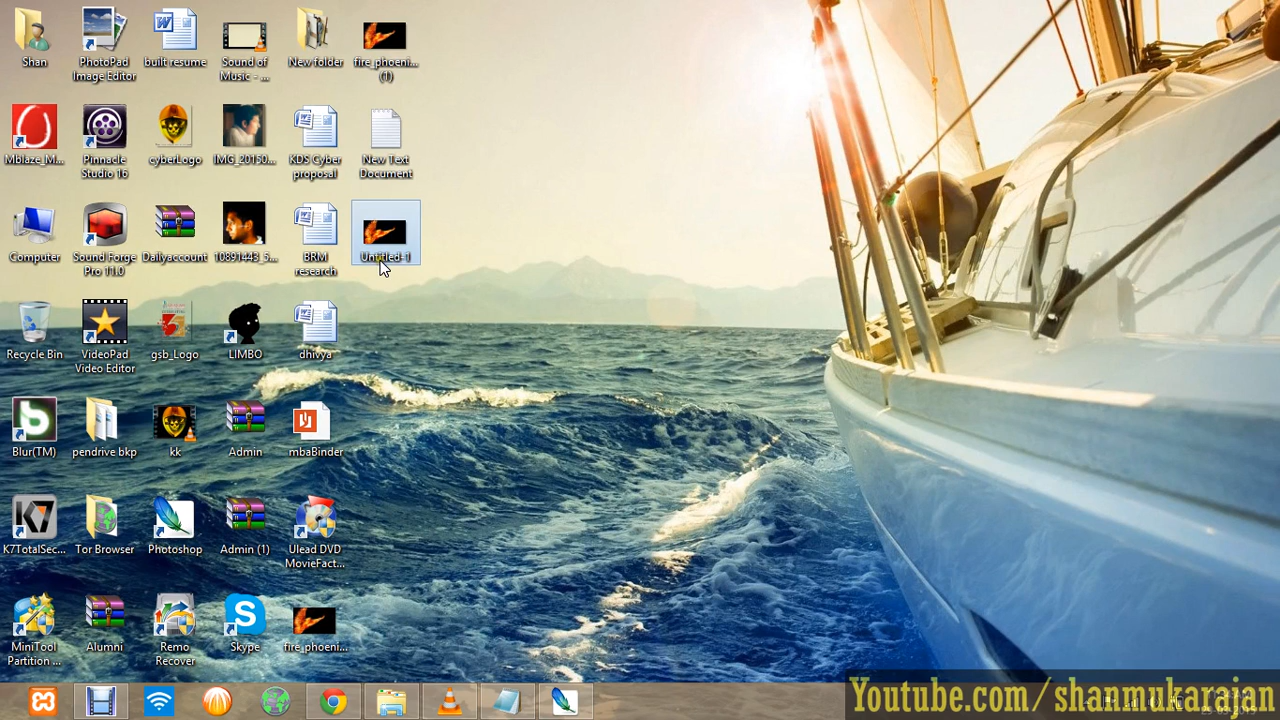 Shan
PhotoPad
Image Editor
built resume
Sound of
Music - ...
New folder
fire_phoeni...
(1)
Mblaze_M...
Pinnacle
Studio 16
cyberLogo
IMG_20150...
KDS Cyber
proposal
New Text
Document
Computer
Sound Forge
Pro 11.0
Dailyaccount
10891443_5...
BRM
research
Untitled-1
Recycle Bin
VideoPad
Video Editor
gsb_Logo
LIMBO
dhivya
Blur(TM)
pendrive bkp
kk
Admin
mbaBinder
K7TotalSec...
Tor Browser
Photoshop
Admin (1)
Ulead DVD
MovieFact...
MiniTool
Partition ...
Alumni
Remo
Recover
Skype
fire_phoeni...
Youtube.com/shanmukarajan